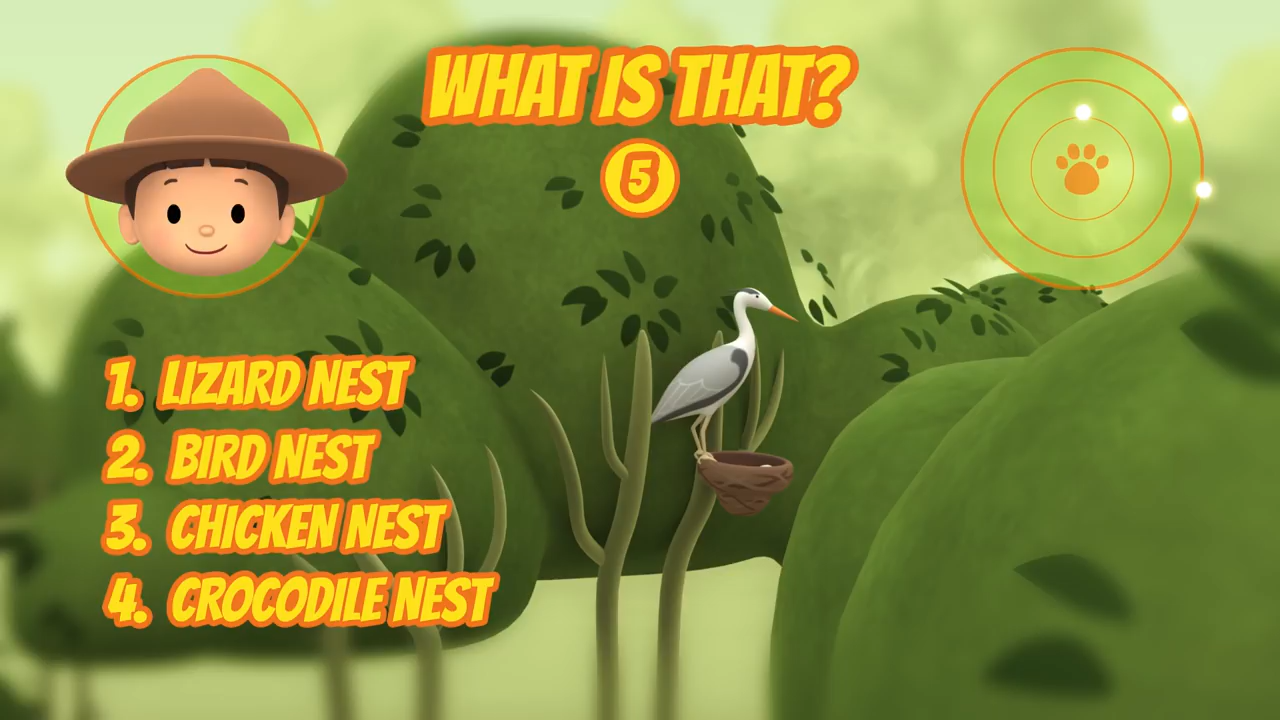 WHAT IS THAT?
5
1. LIZARD NEST
2. BIRD NEST
3. CHICKEN NEST
4. CROCODILE NEST